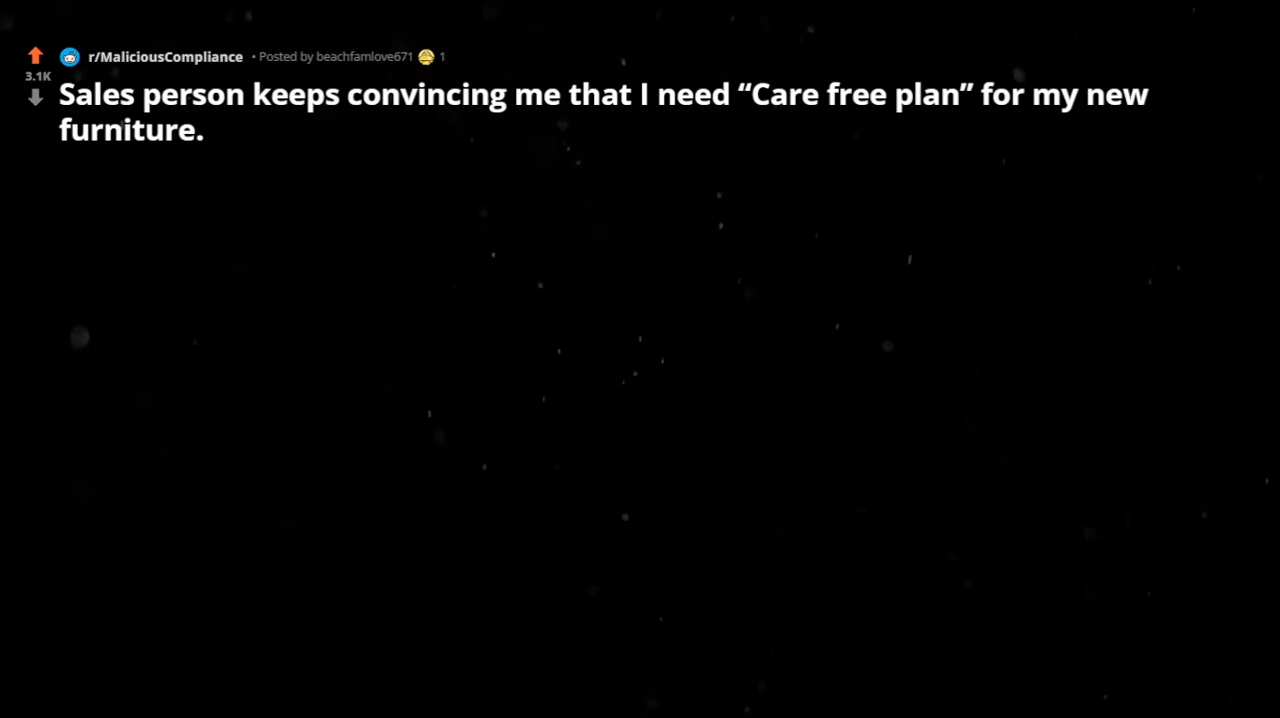 r/MaliciousCompliance • Posted by beachfamlove671 1
3.1K
Sales person keeps convincing me that I need “Care free plan” for my new
furniture.